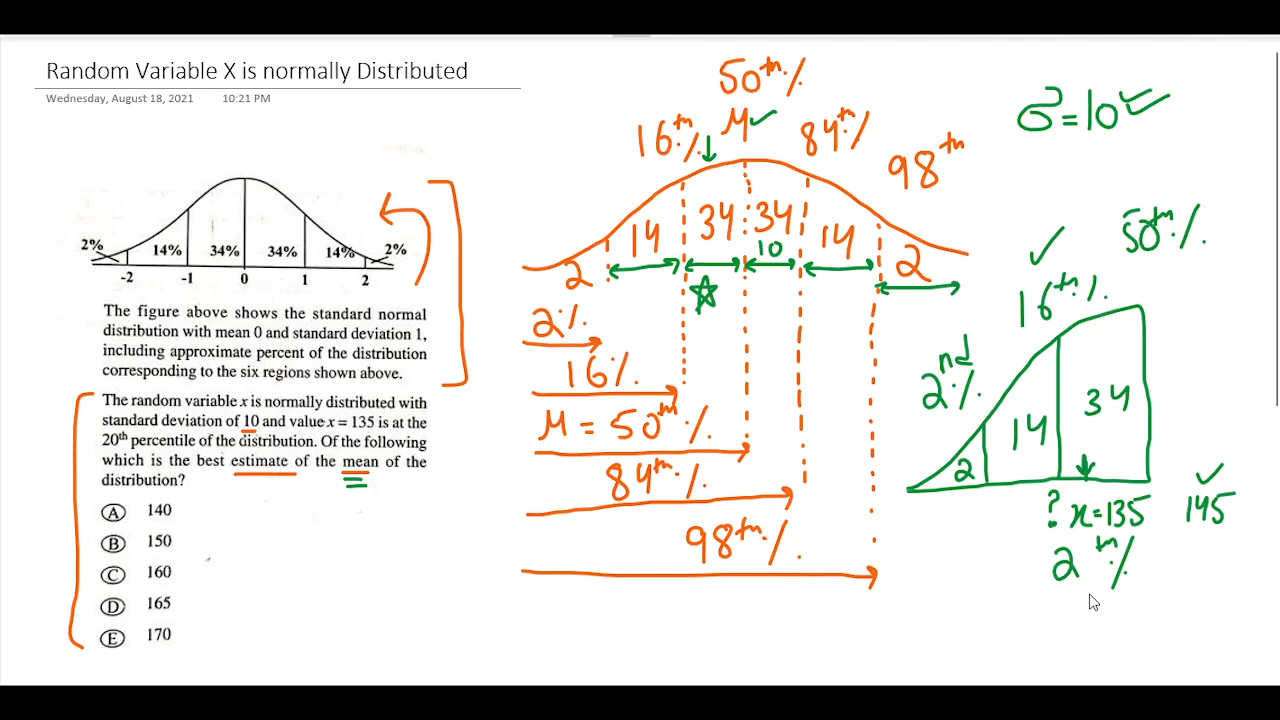 Random Variable X is normally Distributed
Wednesday, August 18, 2021 10:21 PM
2% 14% 34% 34% 14% 2%
-2 -1 0 1 2
The figure above shows the standard normal
distribution with mean 0 and standard deviation 1,
including approximate percent of the distribution
corresponding to the six regions shown above.
The random variable x is normally distributed with
standard deviation of 10 and value x = 135 is at the
20th percentile of the distribution. Of the following
which is the best estimate of the mean of the
distribution?
A 140
B 150
C 160
D 165
E 170
50th %
16th % μ 84th % 98th
2 14 34 34 14 2
10
2%
16%
μ = 50th %
84th %
98th %
σ = 10
50th %
16th %
2nd %
2 14 34
? x=135 145
2th %